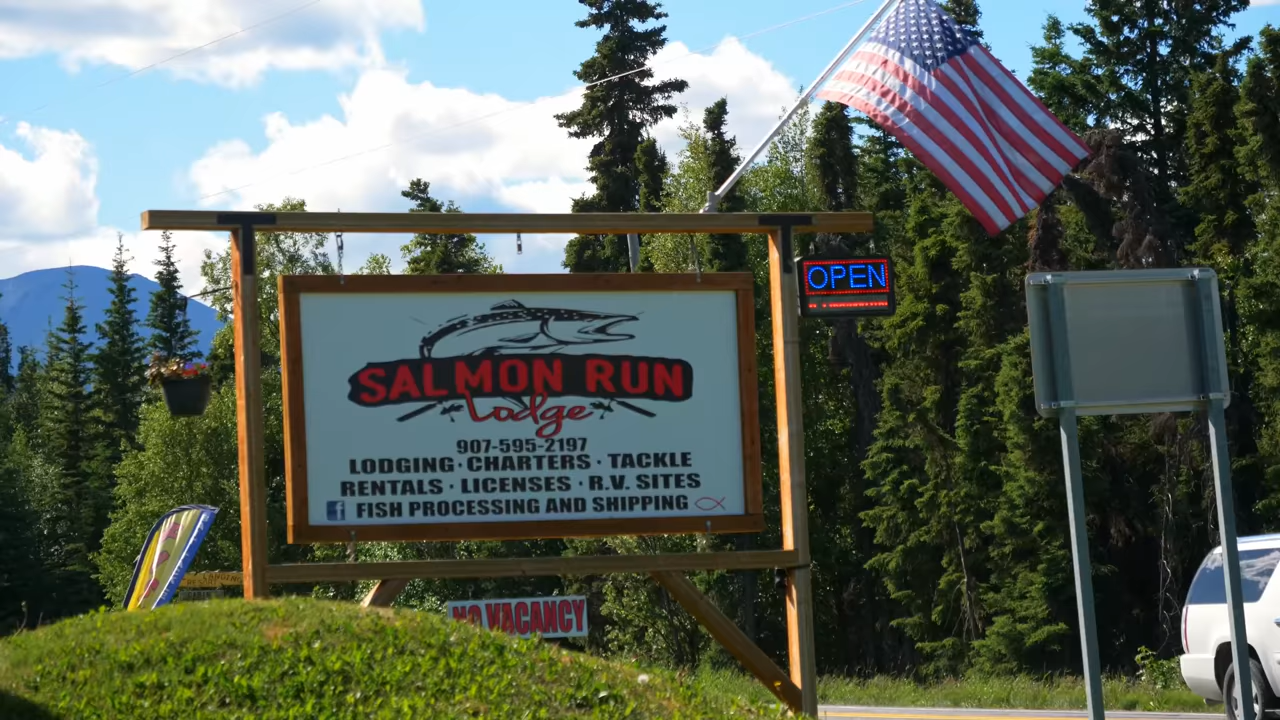 OPEN
SALMON RUN
Lodge
907-595-2197
LODGING · CHARTERS · TACKLE
RENTALS · LICENSES · R.V. SITES
f FISH PROCESSING AND SHIPPING
NO VACANCY